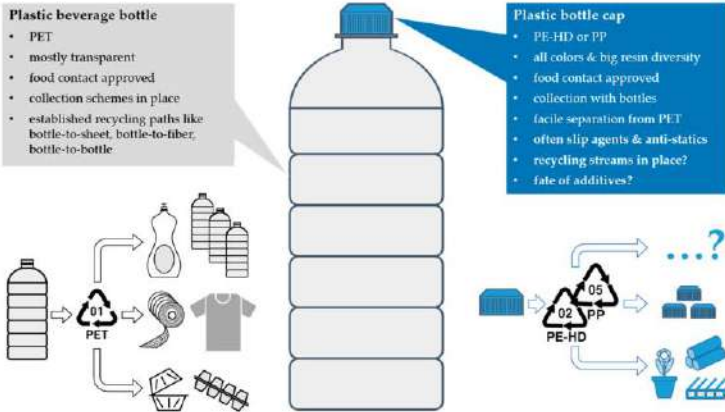 Plastic beverage bottle
• PET
• mostly transparent
• food contact approved
• collection schemes in place
• established recycling paths like
bottle-to-sheet, bottle-to-fiber,
bottle-to-bottle
Plastic bottle cap
• PE-HD or PP
• all colors & big resin diversity
• food contact approved
• collection with bottles
• facile separation from PET
• often slip agents & anti-statics
• recycling streams in place?
• fate of additives?
01
PET
05
PP
02
PE-HD
....?